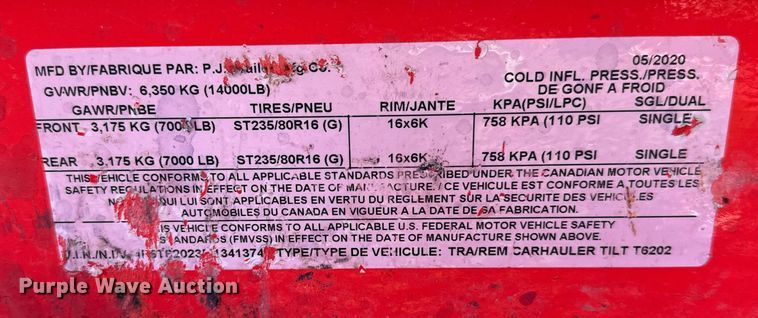 05/2020
MFD BY/FABRIQUE PAR: P.J. Co.
GVWR/PNBV: 6,350 KG (14000LB)
COLD INFL. PRESS./PRESS.
DE GONF A FROID
GAWR/PNBE TIRES/PNEU RIM/JANTE KPA(PSI/LPC) SGL/DUAL
FRONT 3,175 KG (7000 LB) ST235/80R16 (G) 16x6K 758 KPA (110 PSI SINGLE
REAR 3,175 KG (7000 LB) ST235/80R16 (G) 16x6K 758 KPA (110 PSI SINGLE
THIS VEHICLE CONFORMS TO ALL APPLICABLE STANDARDS PRESCRIBED UNDER THE CANADIAN MOTOR VEHICLE
SAFETY REGULATIONS IN EFFECT ON THE DATE OF MANUFACTURE. / CE VEHICULE EST CONFORME A TOUTES LES
QUI LUI SONT APPLICABLES EN VERTU DU REGLEMENT SUR LA SECURITE DES VEHICULES
AUTOMOBILES DU CANADA EN VIGUEUR A LA DATE DE SA FABRICATION.
VEHICLE CONFORMS TO ALL APPLICABLE U.S. FEDERAL MOTOR VEHICLE SAFETY
STANDARDS (FMVSS) IN EFFECT ON THE DATE OF MANUFACTURE SHOWN ABOVE.
TYPE/TYPE DE VEHICULE: TRA/REM CARHAULER TILT T6202
Purple Wave Auction